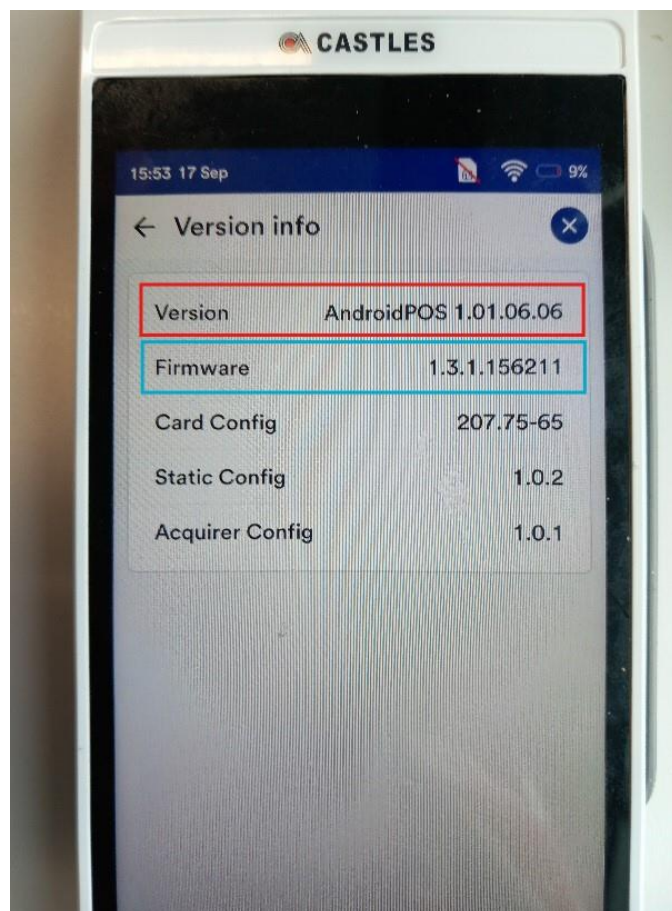 CASTLES
15:53 17 Sep 9%
Version info
Version AndroidPOS 1.01.06.06
Firmware 1.3.1.156211
Card Config 207.75-65
Static Config 1.0.2
Acquirer Config 1.0.1